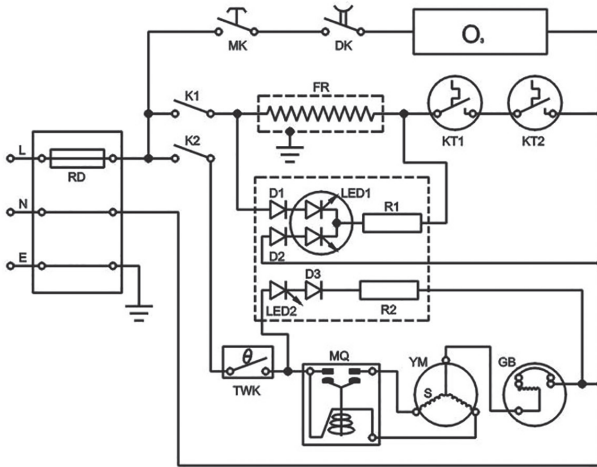 MK
DK
O₃
K1
FR
K2
KT1
KT2
L
RD
N
E
D1
LED1
R1
D2
D3
LED2
R2
θ
TWK
MQ
YM
S
GB